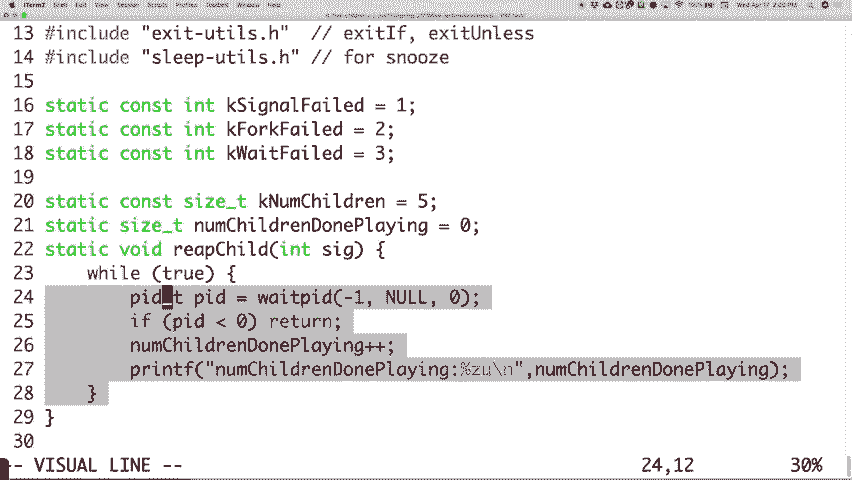 iTerm2
13 #include "exit-utils.h"  // exitIf, exitUnless
14 #include "sleep-utils.h" // for snooze
15
16 static const int kSignalFailed = 1;
17 static const int kForkFailed = 2;
18 static const int kWaitFailed = 3;
19
20 static const size_t kNumChildren = 5;
21 static size_t numChildrenDonePlaying = 0;
22 static void reapChild(int sig) {
23     while (true) {
24         pid_t pid = waitpid(-1, NULL, 0);
25         if (pid < 0) return;
26         numChildrenDonePlaying++;
27         printf("numChildrenDonePlaying:%zu\n",numChildrenDonePlaying);
28     }
29 }
30
-- VISUAL LINE -- 24,12 30%